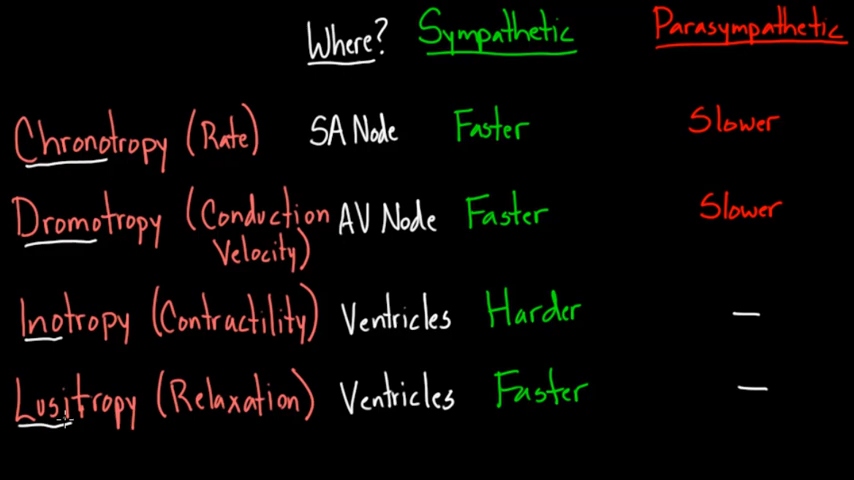 Where? Sympathetic Parasympathetic
Chronotropy (Rate) SA Node Faster Slower
Dromotropy (Conduction AV Node Faster Slower
Velocity)
Inotropy (Contractility) Ventricles Harder —
Lusitropy (Relaxation) Ventricles Faster —